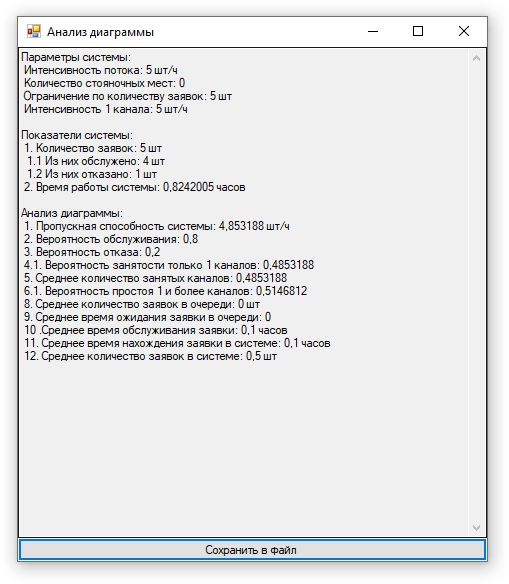 Анализ диаграммы
Параметры системы:
Интенсивность потока: 5 шт/ч
Количество стояночных мест: 0
Ограничение по количеству заявок: 5 шт
Интенсивность 1 канала: 5 шт/ч
Показатели системы:
1. Количество заявок: 5 шт
1.1 Из них обслужено: 4 шт
1.2 Из них отказано: 1 шт
2. Время работы системы: 0,8242005 часов
Анализ диаграммы:
1. Пропускная способность системы: 4,853188 шт/ч
2. Вероятность обслуживания: 0,8
3. Вероятность отказа: 0,2
4.1. Вероятность занятости только 1 каналов: 0,4853188
5. Среднее количество занятых каналов: 0,4853188
6.1. Вероятность простоя 1 и более каналов: 0,5146812
8. Среднее количество заявок в очереди: 0 шт
9. Среднее время ожидания заявки в очереди: 0
10 .Среднее время обслуживания заявки: 0,1 часов
11. Среднее время нахождения заявки в системе: 0,1 часов
12. Среднее количество заявок в системе: 0,5 шт
Сохранить в файл